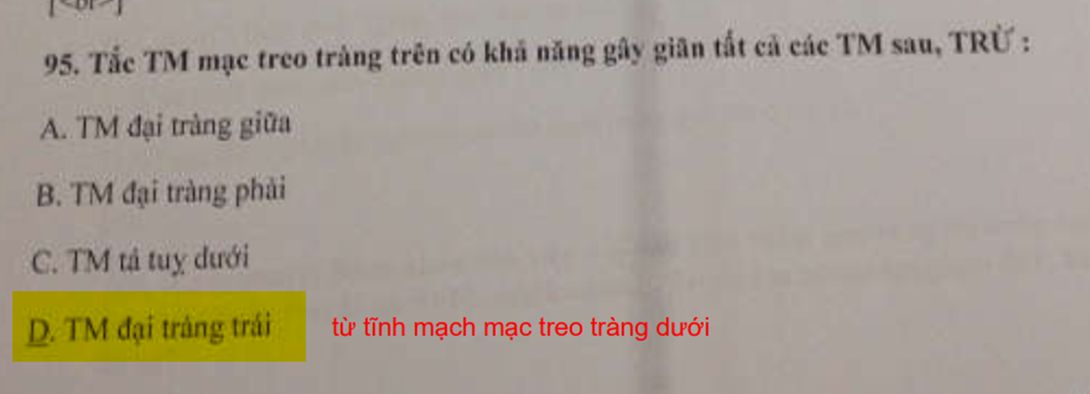 95. Tắc TM mạc treo tràng trên có khả năng gây giãn tất cả các TM sau, TRỪ :
A. TM đại tràng giữa
B. TM đại tràng phải
C. TM tá tuỵ dưới
D. TM đại tràng trái từ tĩnh mạch mạc treo tràng dưới